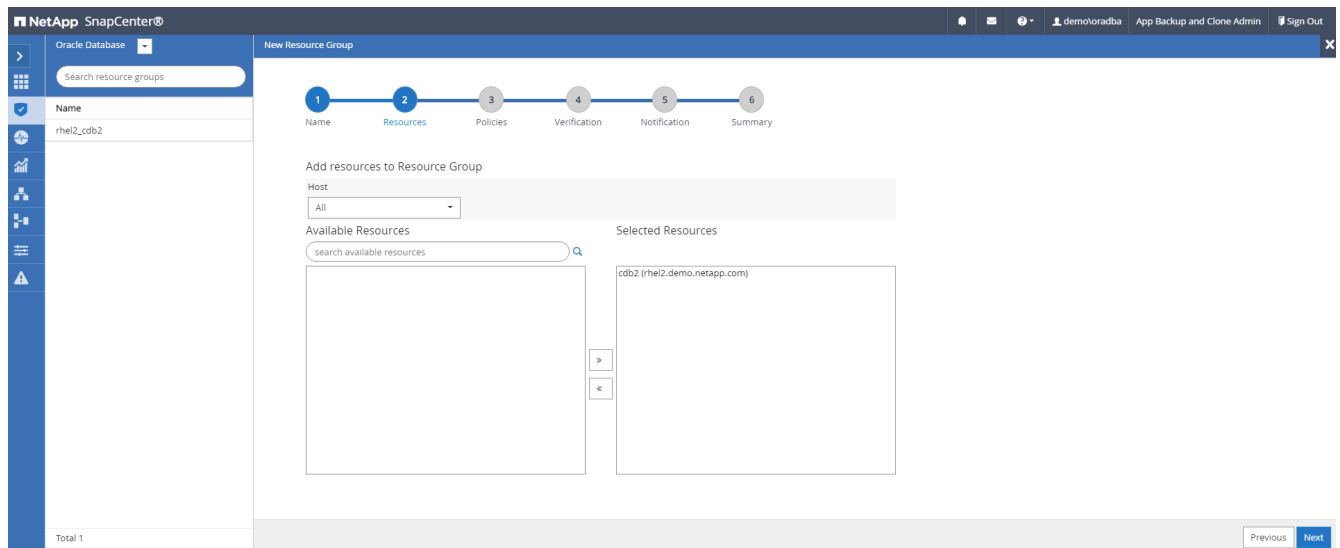 NetApp SnapCenter®
demo\oradba App Backup and Clone Admin Sign Out
Oracle Database
Search resource groups
Name
rhel2_cdb2
Total 1
New Resource Group
1 2 3 4 5 6
Name Resources Policies Verification Notification Summary
Add resources to Resource Group
Host
All
Available Resources
search available resources
Selected Resources
cdb2 (rhel2.demo.netapp.com)
Previous Next